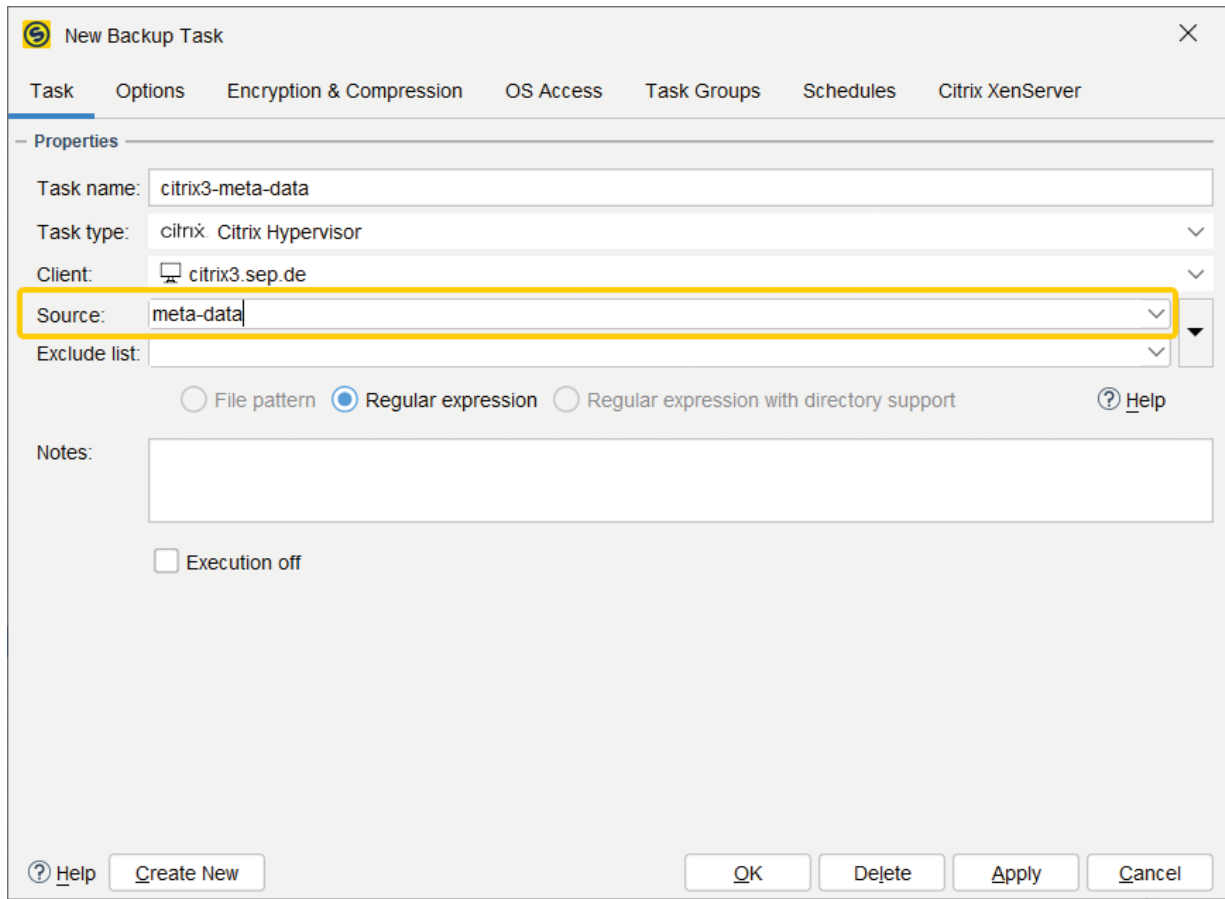 New Backup Task
Task Options Encryption & Compression OS Access Task Groups Schedules Citrix XenServer
Properties
Task name: citrix3-meta-data
Task type: citrix. Citrix Hypervisor
Client: citrix3.sep.de
Source: meta-data
Exclude list:
File pattern Regular expression Regular expression with directory support ? Help
Notes:
Execution off
? Help Create New OK Delete Apply Cancel